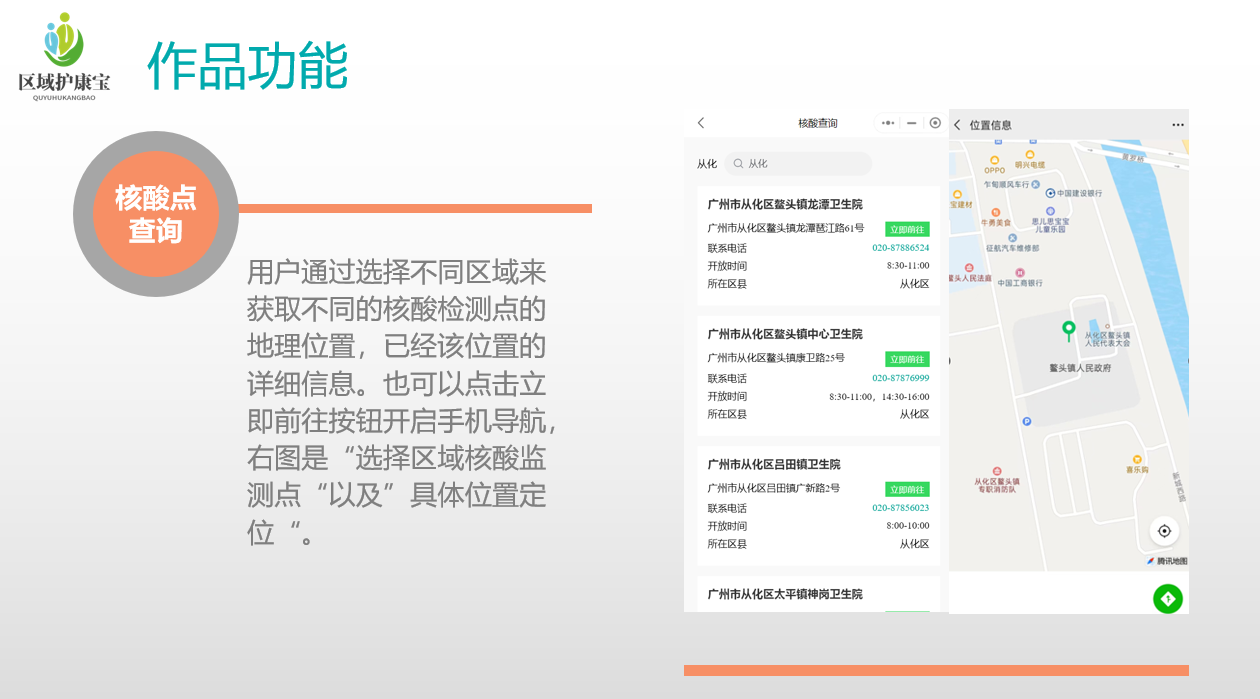 区域护康宝
QUYUHUKANGBAO
作品功能
核酸点
查询
用户通过选择不同区域来
获取不同的核酸检测点的
地理位置，已经该位置的
详细信息。也可以点击立
即前往按钮开启手机导航，
右图是“选择区域核酸监
测点“以及”具体位置定
位“。
核酸查询
从化
从化
广州市从化区鳌头镇龙潭卫生院
广州市从化区鳌头镇龙潭琶江路61号
立即前往
联系电话 020-87886524
开放时间 8:30-11:00
所在区县 从化区
广州市从化区鳌头镇中心卫生院
广州市从化区鳌头镇康卫路25号
立即前往
联系电话 020-87876999
开放时间 8:30-11:00，14:30-16:00
所在区县 从化区
广州市从化区吕田镇卫生院
广州市从化区吕田镇广新路2号
立即前往
联系电话 020-87856023
开放时间 8:00-10:00
所在区县 从化区
广州市从化区太平镇神岗卫生院
位置信息
OPPO
明兴电缆
乍甸顺风车行
中国建设银行
宝建材
牛勇美食
思儿思宝宝
儿童乐园
征航汽车维修部
头人民法庭
中国工商银行
从化区鳌头镇
人民代表大会
鳌头镇人民政府
P
喜乐购
从化区鳌头镇
专职消防队
腾讯地图